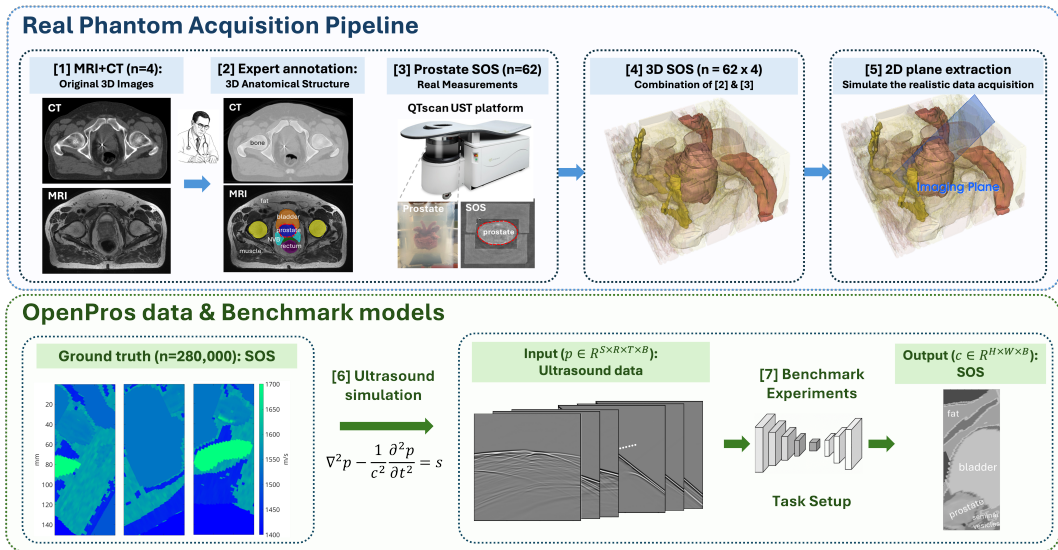 Real Phantom Acquisition Pipeline
[1] MRI+CT (n=4):
Original 3D Images
CT
MRI
[2] Expert annotation:
3D Anatomical Structure
CT
bone
MRI
fat
bladder
prostate
NVB
rectum
muscle
[3] Prostate SOS (n=62)
Real Measurements
QTscan UST platform
Prostate
SOS
prostate
[4] 3D SOS (n = 62 x 4)
Combination of [2] & [3]
[5] 2D plane extraction
Simulate the realistic data acquisition
Imaging Plane
OpenPros data & Benchmark models
Ground truth (n=280,000): SOS
20
40
60
80
100
120
140
mm
1700
1650
1600
1550
1500
1450
1400
m/s
[6] Ultrasound
simulation
∇²p − 1/c² ∂²p/∂t² = s
Input (p ∈ R^{S×R×T×B}):
Ultrasound data
[7] Benchmark
Experiments
Task Setup
Output (c ∈ R^{H×W×B}):
SOS
fat
bladder
prostate
seminal
vesicles